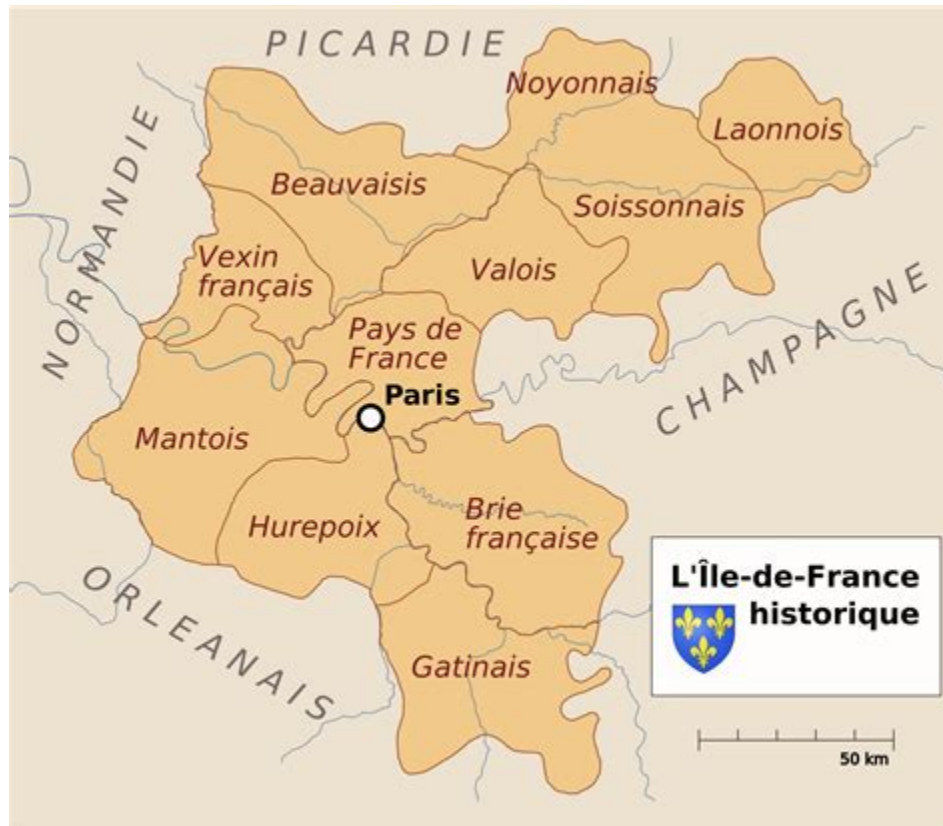 PICARDIE
Noyonnais
Laonnois
NORMANDIE
Beauvaisis
Soissonnais
Vexin
français
Valois
CHAMPAGNE
Pays de
France
Paris
Mantois
Hurepoix
Brie
française
ORLEANAIS
Gatinais
L'Île-de-France
historique
50 km